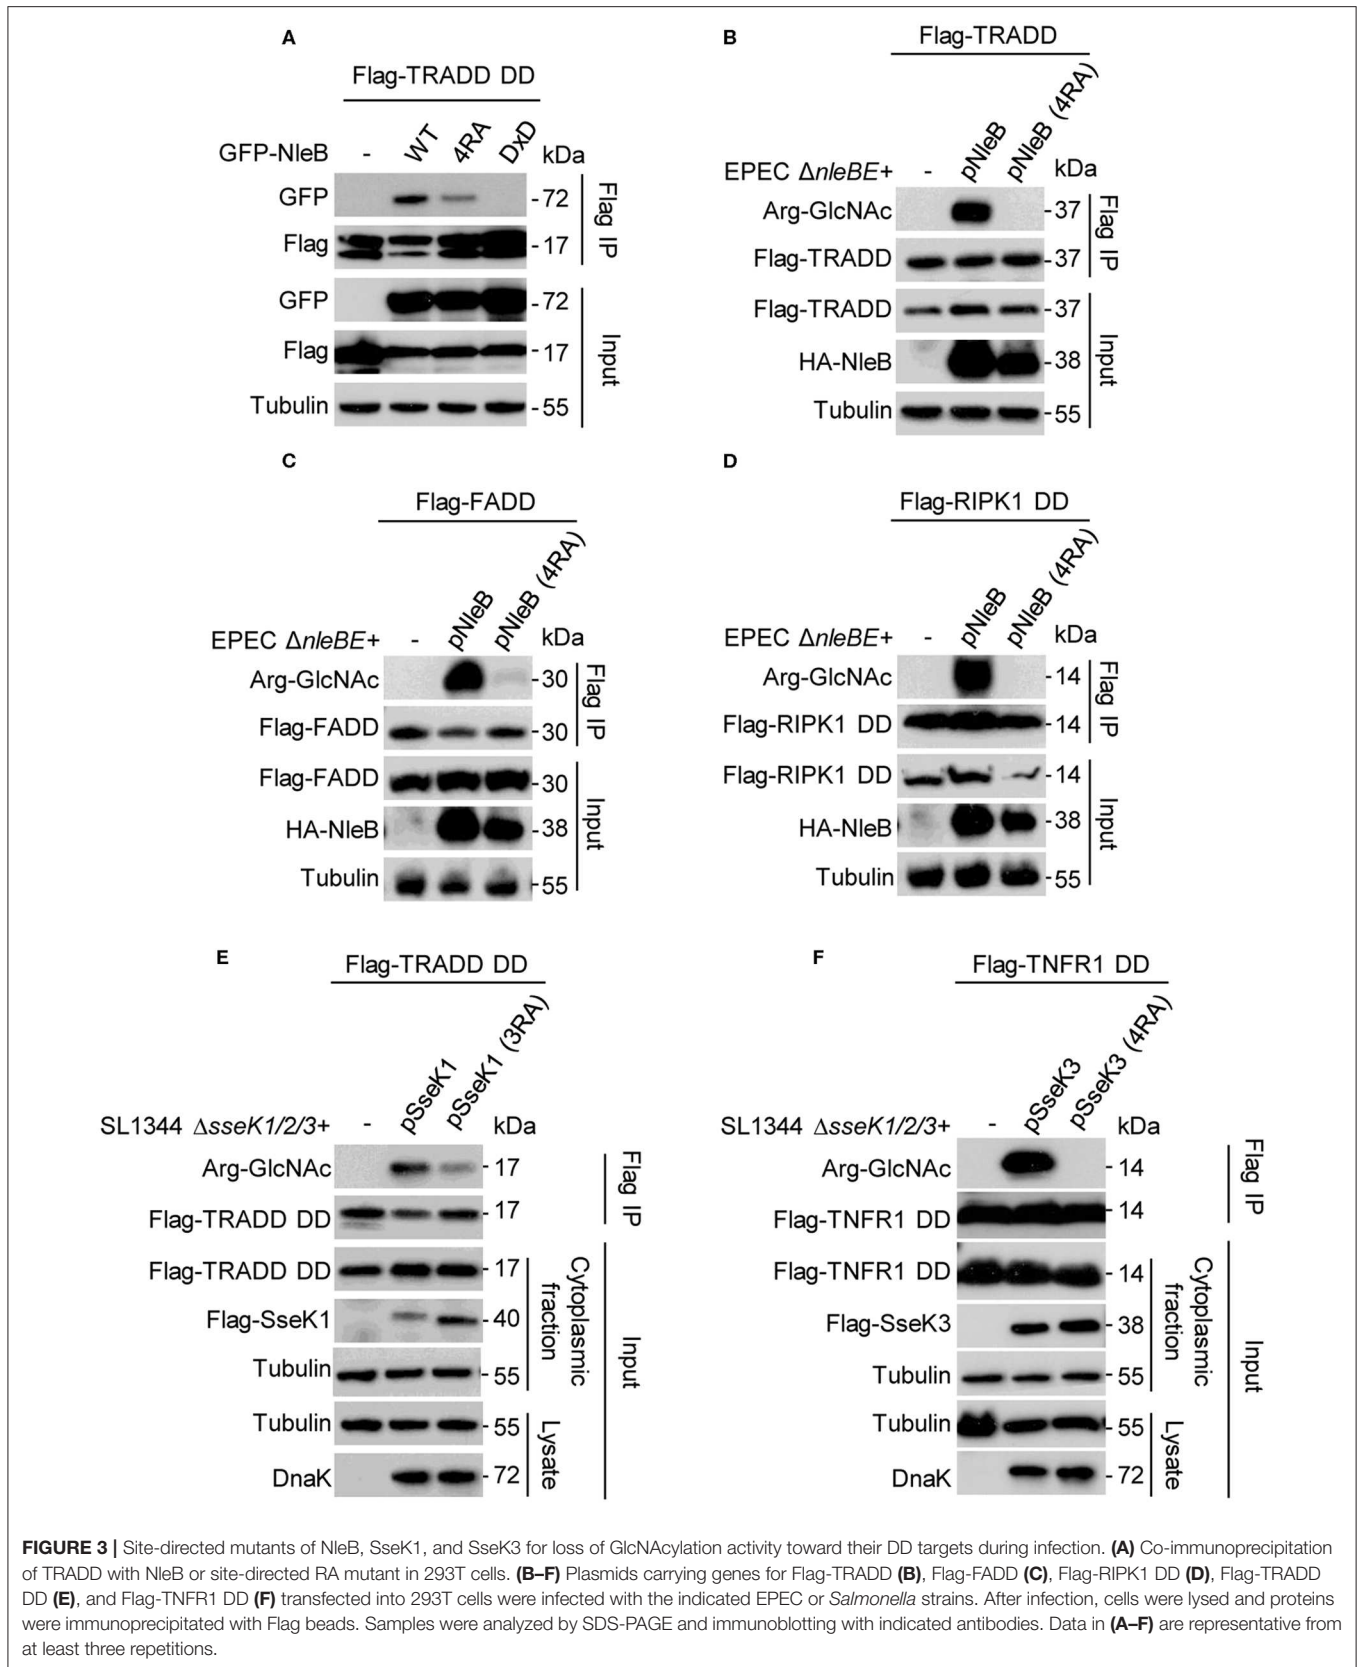 A
Flag-TRADD DD
GFP-NleB - WT 4RA DxD kDa
GFP -72
Flag -17
Flag IP
GFP -72
Flag -17
Tubulin -55
Input
B
Flag-TRADD
EPEC ΔnleBE+ - pNleB pNleB (4RA) kDa
Arg-GlcNAc -37
Flag-TRADD -37
Flag IP
Flag-TRADD -37
HA-NleB -38
Tubulin -55
Input
C
Flag-FADD
EPEC ΔnleBE+ - pNleB pNleB (4RA) kDa
Arg-GlcNAc -30
Flag-FADD -30
Flag IP
Flag-FADD -30
HA-NleB -38
Tubulin -55
Input
D
Flag-RIPK1 DD
EPEC ΔnleBE+ - pNleB pNleB (4RA) kDa
Arg-GlcNAc -14
Flag-RIPK1 DD -14
Flag IP
Flag-RIPK1 DD -14
HA-NleB -38
Tubulin -55
Input
E
Flag-TRADD DD
SL1344 ΔsseK1/2/3+ - pSseK1 pSseK1 (3RA) kDa
Arg-GlcNAc -17
Flag-TRADD DD -17
Flag IP
Flag-TRADD DD -17
Flag-SseK1 -40
Tubulin -55
Cytoplasmic
fraction
Tubulin -55
DnaK -72
Lysate
Input
F
Flag-TNFR1 DD
SL1344 ΔsseK1/2/3+ - pSseK3 pSseK3 (4RA) kDa
Arg-GlcNAc -14
Flag-TNFR1 DD -14
Flag IP
Flag-TNFR1 DD -14
Flag-SseK3 -38
Tubulin -55
Cytoplasmic
fraction
Tubulin -55
DnaK -72
Lysate
Input
FIGURE 3 | Site-directed mutants of NleB, SseK1, and SseK3 for loss of GlcNAcylation activity toward their DD targets during infection. (A) Co-immunoprecipitation
of TRADD with NleB or site-directed RA mutant in 293T cells. (B–F) Plasmids carrying genes for Flag-TRADD (B), Flag-FADD (C), Flag-RIPK1 DD (D), Flag-TRADD
DD (E), and Flag-TNFR1 DD (F) transfected into 293T cells were infected with the indicated EPEC or Salmonella strains. After infection, cells were lysed and proteins
were immunoprecipitated with Flag beads. Samples were analyzed by SDS-PAGE and immunoblotting with indicated antibodies. Data in (A–F) are representative from
at least three repetitions.